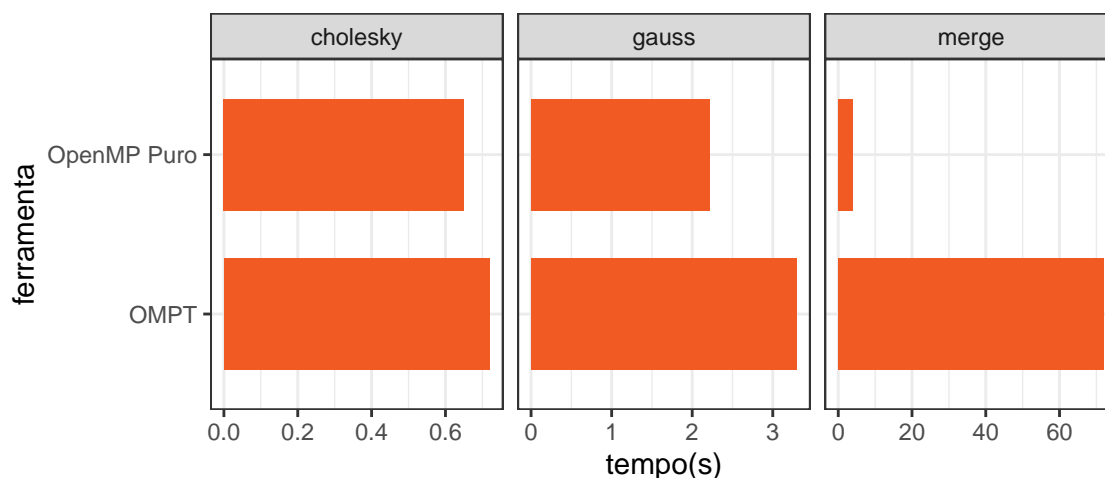 cholesky gauss merge
OpenMP Puro
OMPT
ferramenta
0.0 0.2 0.4 0.6 0 1 2 3 0 20 40 60
tempo(s)